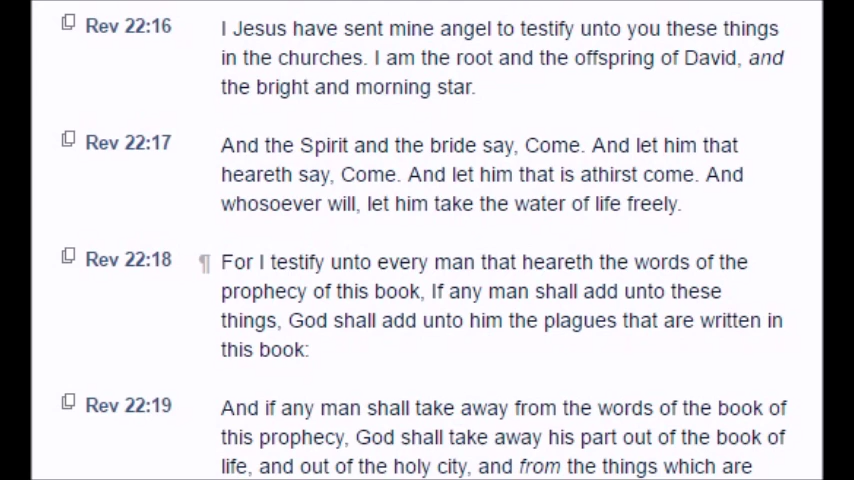 Rev 22:16 I Jesus have sent mine angel to testify unto you these things
in the churches. I am the root and the offspring of David, and
the bright and morning star.
Rev 22:17 And the Spirit and the bride say, Come. And let him that
heareth say, Come. And let him that is athirst come. And
whosoever will, let him take the water of life freely.
Rev 22:18 ¶ For I testify unto every man that heareth the words of the
prophecy of this book, If any man shall add unto these
things, God shall add unto him the plagues that are written in
this book:
Rev 22:19 And if any man shall take away from the words of the book of
this prophecy, God shall take away his part out of the book of
life, and out of the holy city, and from the things which are